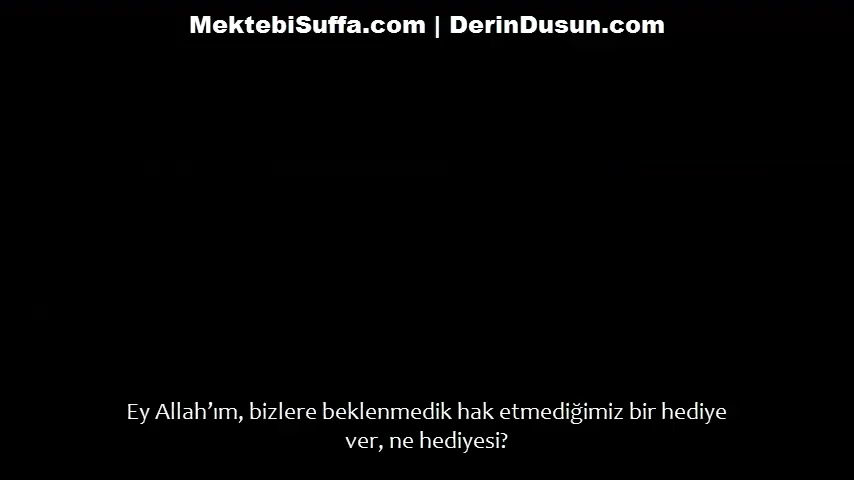 MektebiSuffa.com | DerinDusun.com
Ey Allah’ım, bizlere beklenmedik hak etmediğimiz bir hediye
ver, ne hediyesi?